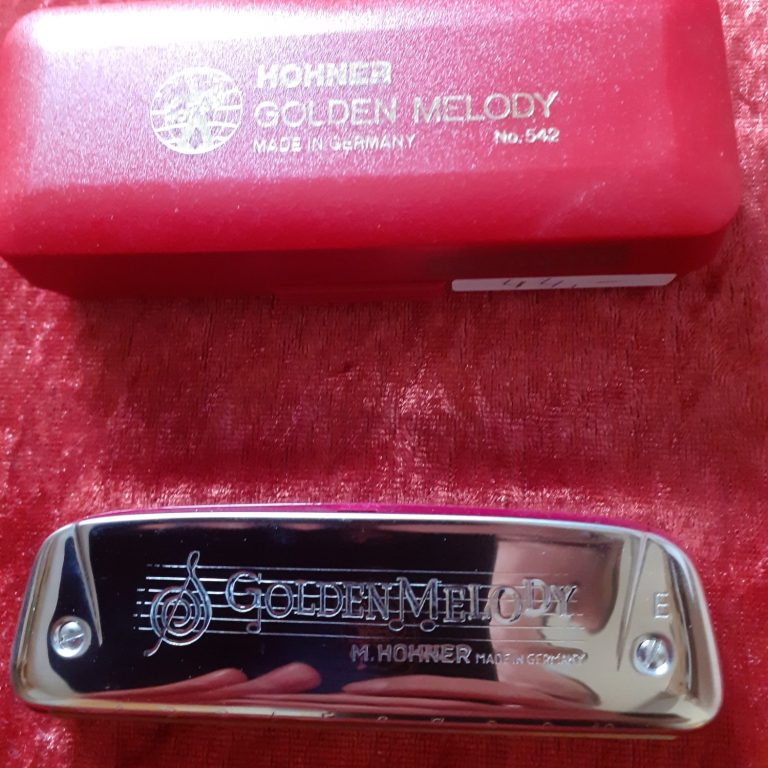 HOHNER
GOLDEN MELODY
MADE IN GERMANY No. 542
GOLDEN MELODY
E
M. HOHNER MADE IN GERMANY